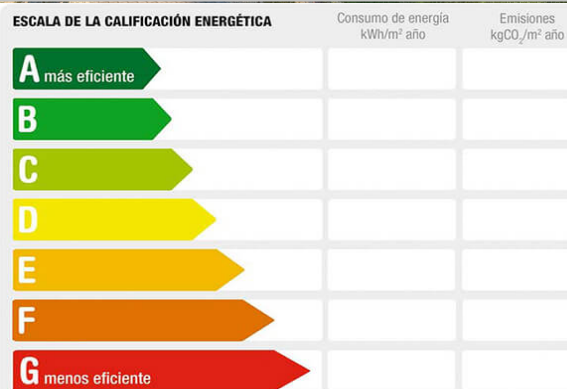 ESCALA DE LA CALIFICACIÓN ENERGÉTICA
Consumo de energía
kWh/m² año
Emisiones
kgCO₂/m² año
A más eficiente
B
C
D
E
F
G menos eficiente